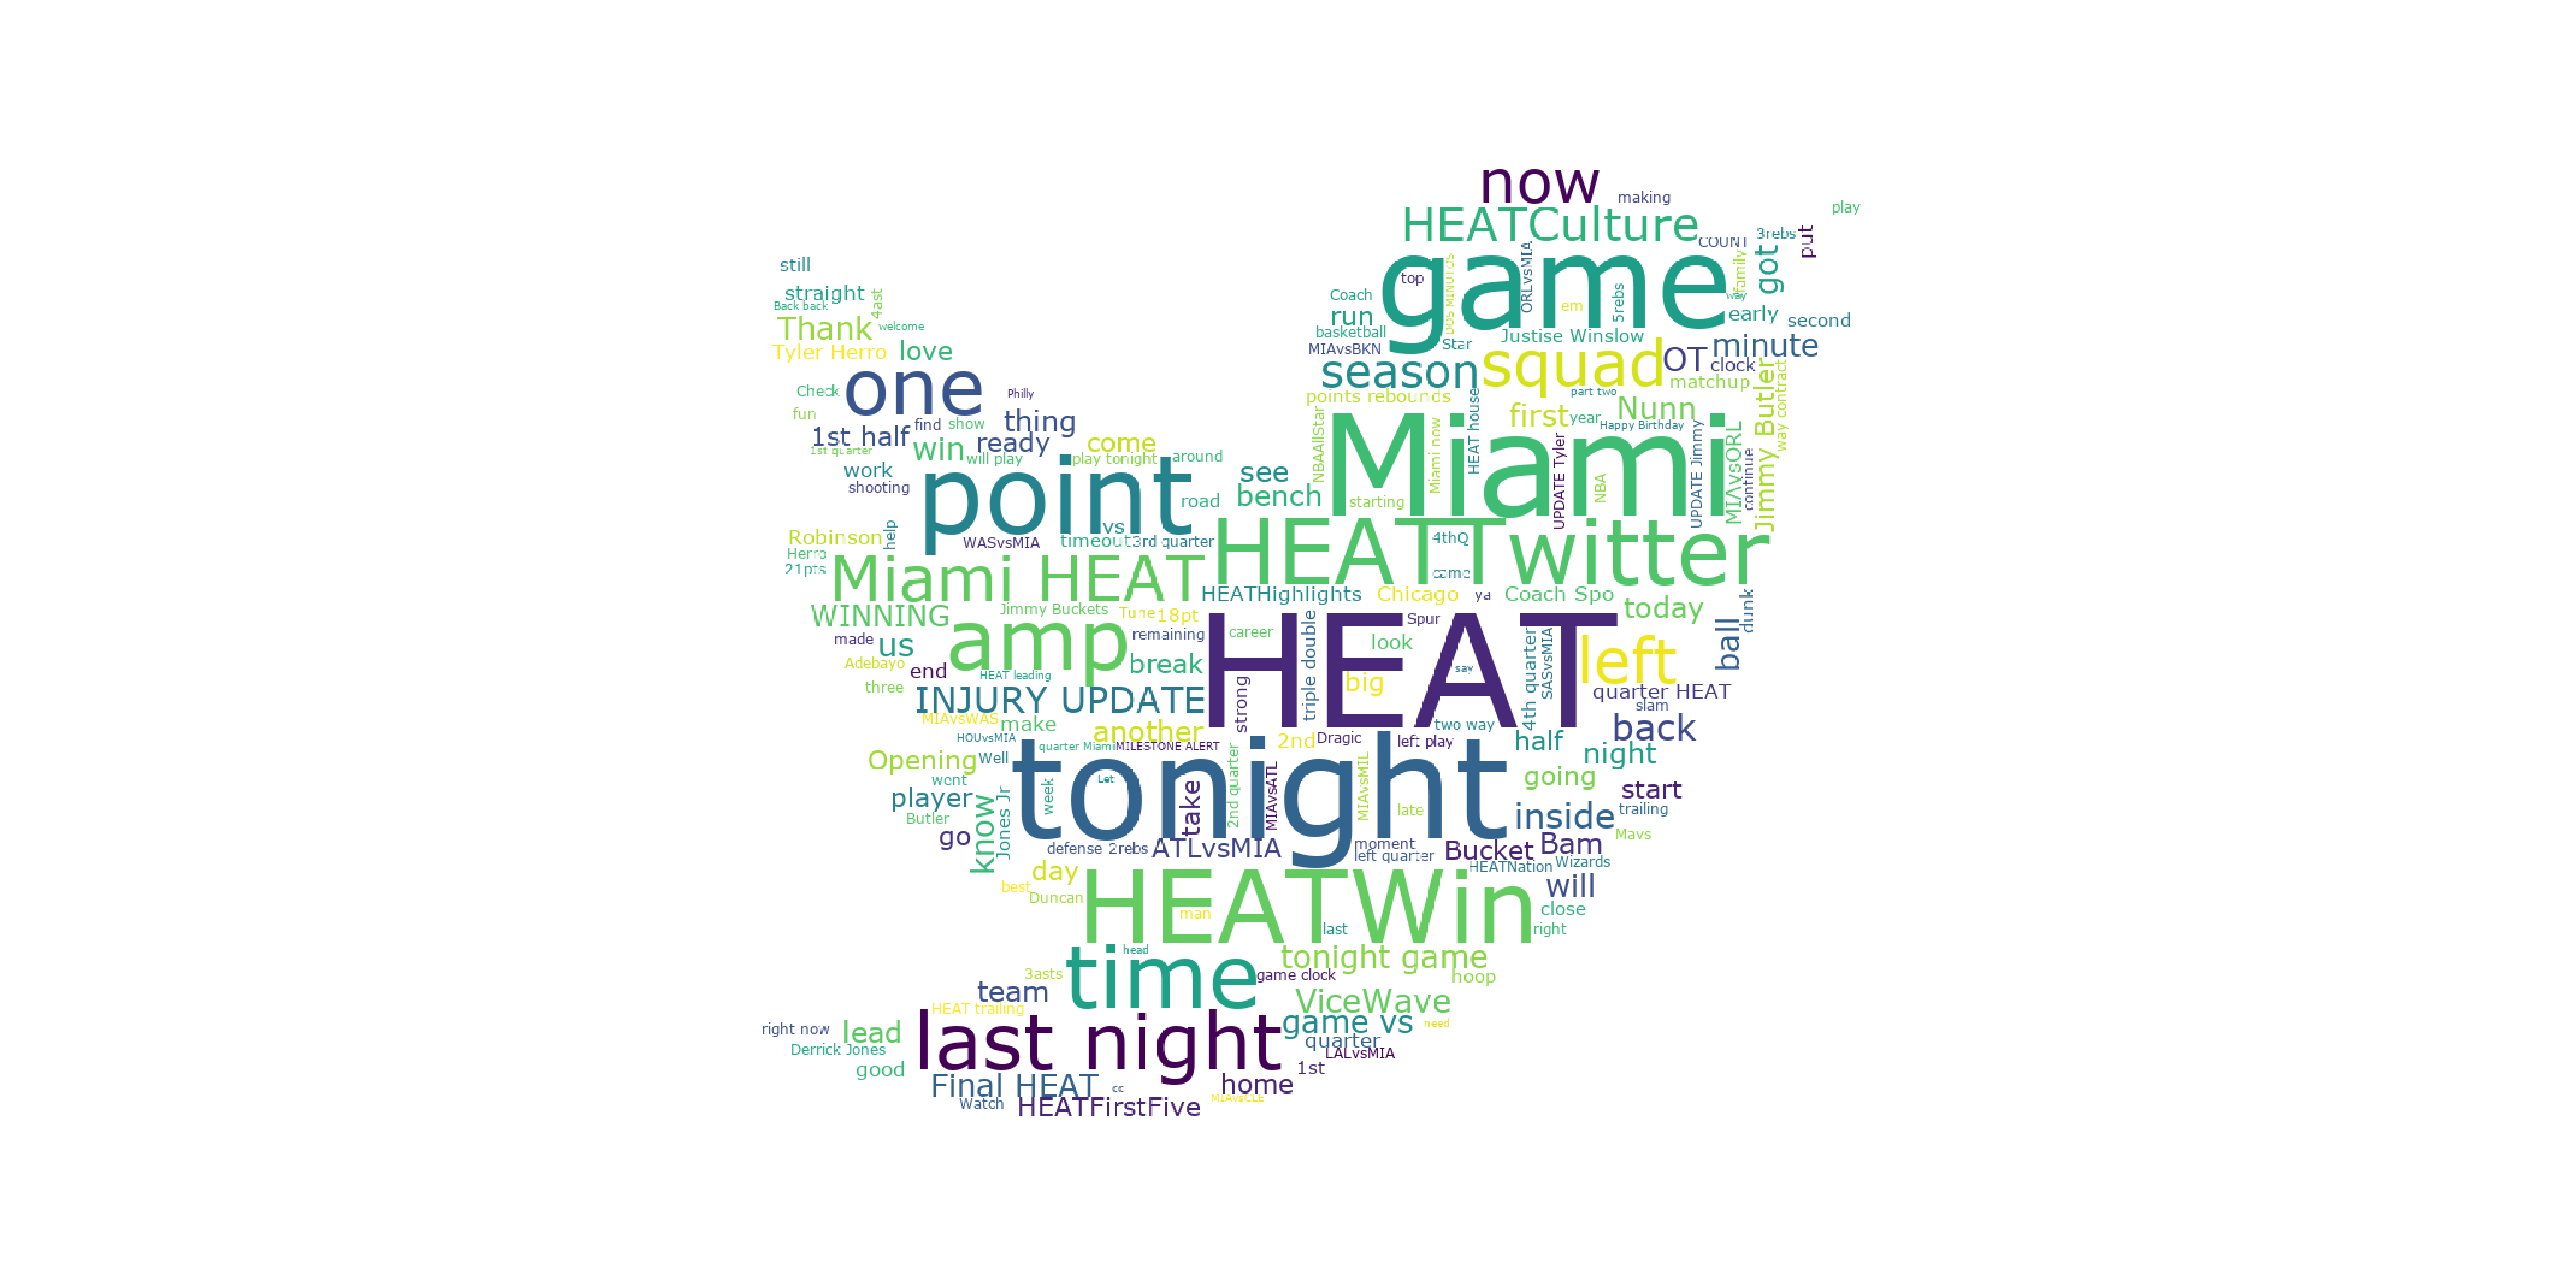 now
making
play
HEATCulture
COUNT
3rebs
put
game
top
DOS MINUTOS
ORLvsMIA
em
5rebs
family
got
way
Coach
run
basketball
Star
MIAvsBKN
Justise Winslow
early
second
season
squad
OT
clock
minute
matchup
points rebounds
part two
first
year
Nunn
Happy Birthday
Jimmy Butler
way contract
still
straight
4ast
Back back
welcome
Thank
Tyler Herro
love
Check
one
Philly
fun
find
show
thing
1st half
win
ready
come
1st quarter
will play
play tonight
around
work
shooting
point
road
see
bench
NBAAllStar
Miami
Miami now
HEAT house
starting
UPDATE Tyler
NBA
UPDATE Jimmy
MIAvsORL
continue
Robinson
help
WASvsMIA
vs
timeout
3rd quarter
Herro
21pts
HEATTwitter
4thQ
came
Miami HEAT
HEATHighlights
Chicago
ya
Coach Spo
today
dunk
WINNING
Jimmy Buckets
Tune
18pt
amp
made
us
remaining
career
triple double
Spur
look
HEAT
4th quarter
SASvsMIA
left
ball
Adebayo
end
HEAT leading
break
three
say
big
strong
INJURY UPDATE
quarter HEAT
slam
MIAvsWAS
make
another
two way
back
HOUvsMIA
quarter Miami
MILESTONE ALERT
2nd
Dragic
left play
half
night
Opening
Well
tonight
Let
2nd quarter
MIAvsATL
MIAvsMIL
going
went
week
take
late
start
player
know
Jones Jr
inside
trailing
Butler
go
defense 2rebs
ATLvsMIA
moment
left quarter
Bucket
Bam
Mavs
HEATNation
Wizards
day
best
Duncan
man
HEATWin
will
close
last
right
time
head
tonight game
3asts
game clock
hoop
team
ViceWave
HEAT trailing
last night
game vs
need
right now
lead
quarter
Derrick Jones
LALvsMIA
good
1st
Final HEAT
cc
home
Watch
HEATFirstFive
MIAvsCLE